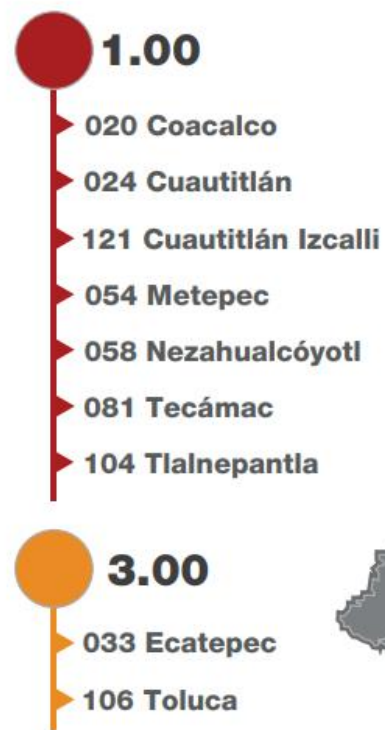 1.00
020 Coacalco
024 Cuautitlán
121 Cuautitlán Izcalli
054 Metepec
058 Nezahualcóyotl
081 Tecámac
104 Tlalnepantla
3.00
033 Ecatepec
106 Toluca